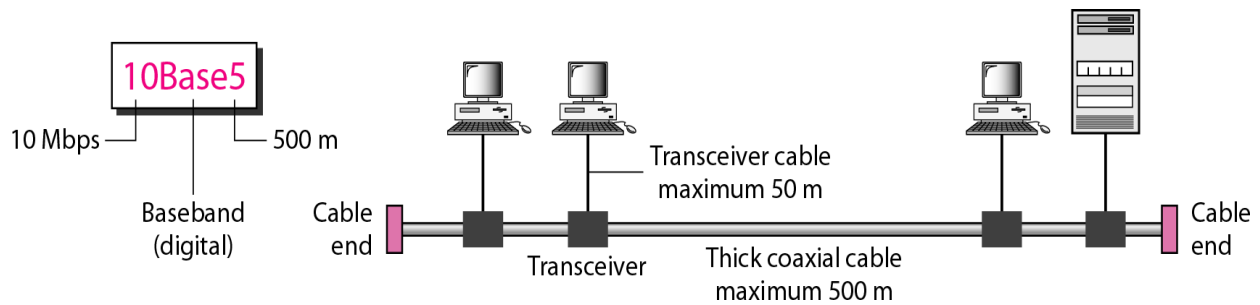 10Base5
10 Mbps
500 m
Baseband
(digital)
Cable
end
Transceiver cable
maximum 50 m
Transceiver
Thick coaxial cable
maximum 500 m
Cable
end